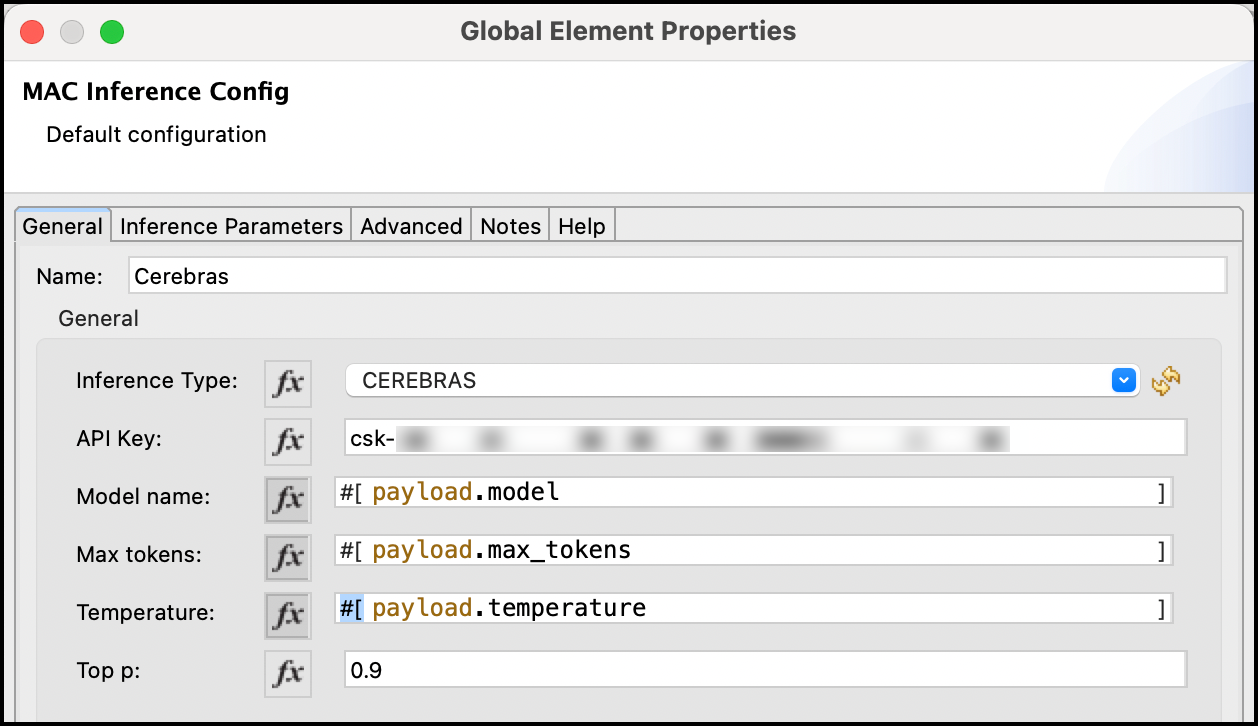 Global Element Properties
MAC Inference Config
Default configuration
General Inference Parameters Advanced Notes Help
Name: Cerebras
General
Inference Type: fx CEREBRAS
API Key: fx csk-
Model name: fx #[ payload.model ]
Max tokens: fx #[ payload.max_tokens ]
Temperature: fx #[ payload.temperature ]
Top p: fx 0.9